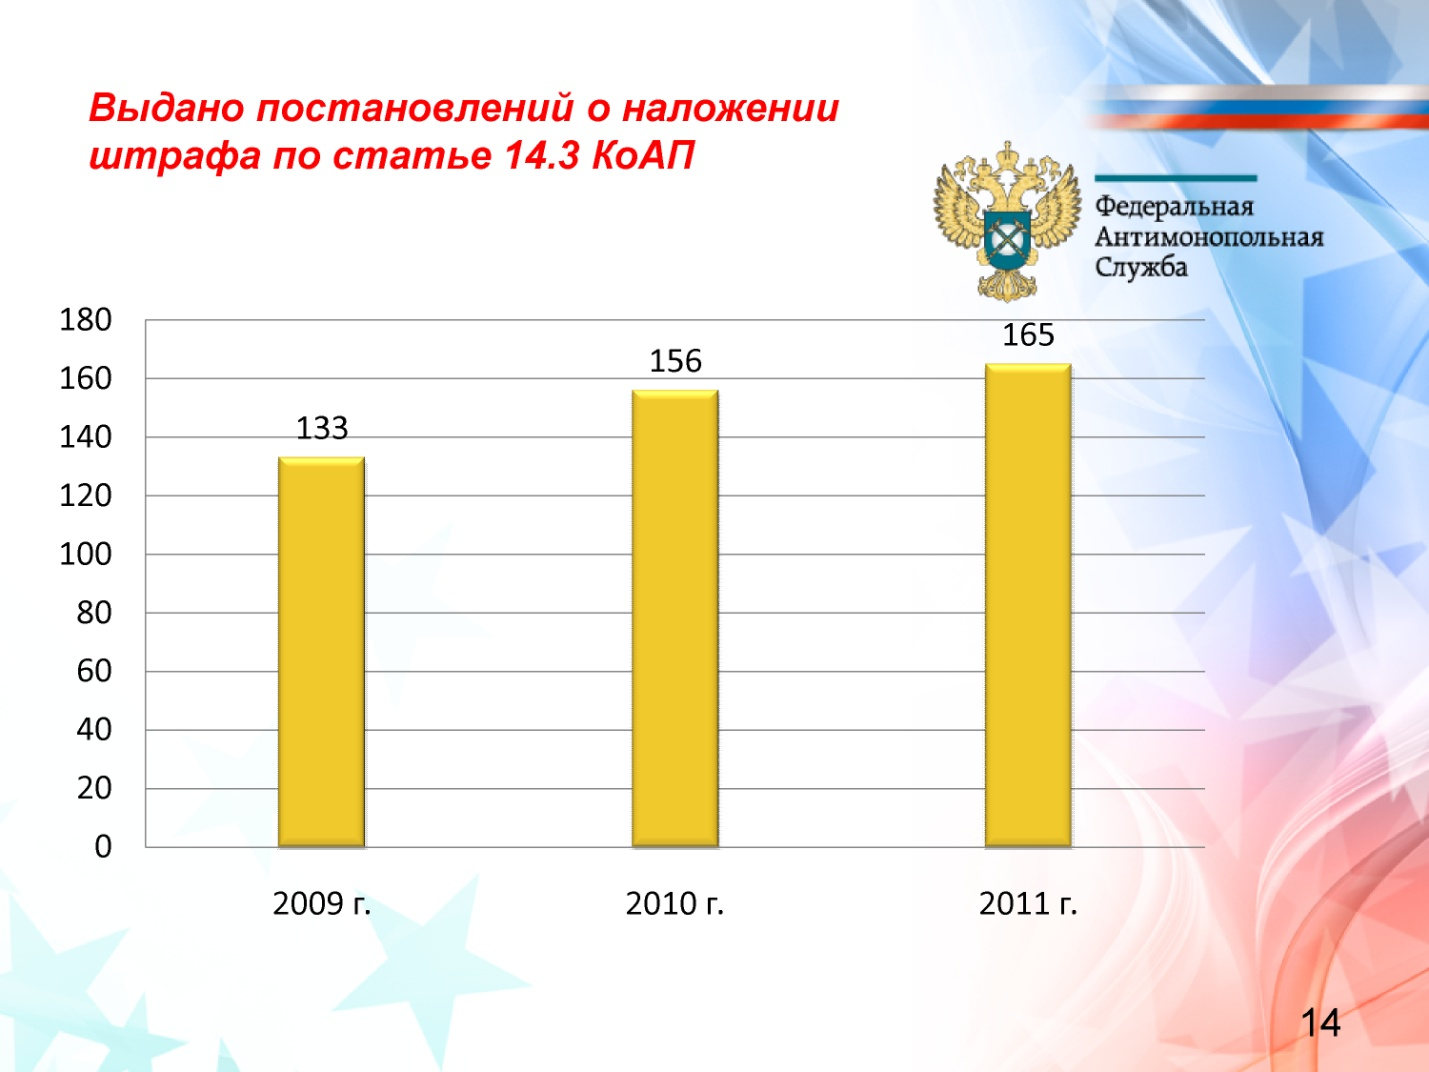 Выдано постановлений о наложении
штрафа по статье 14.3 КоАП
Федеральная
Антимонопольная
Служба
180
160
140
120
100
80
60
40
20
0
133
156
165
2009 г.
2010 г.
2011 г.
14